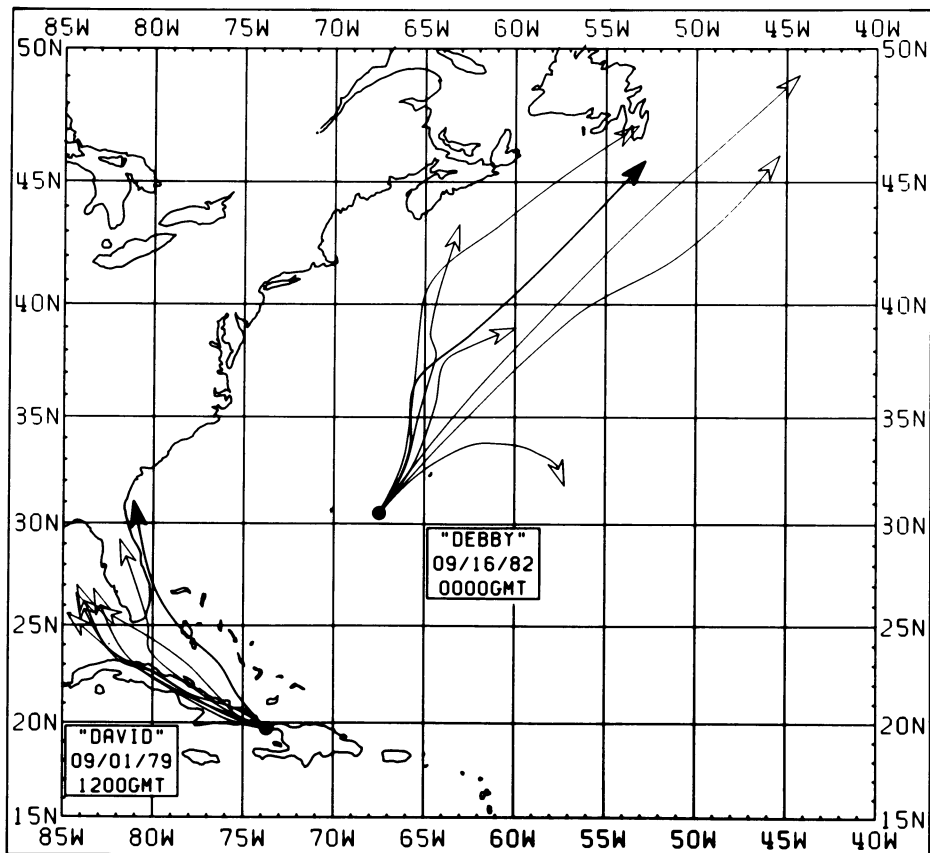 85W 80W 75W 70W 65W 60W 55W 50W 45W 40W
50N 50N
45N 45N
40N 40N
35N 35N
30N 30N
"DEBBY"
09/16/82
0000GMT
25N 25N
20N 20N
"DAVID"
09/01/79
1200GMT
15N 15N
85W 80W 75W 70W 65W 60W 55W 50W 45W 40W